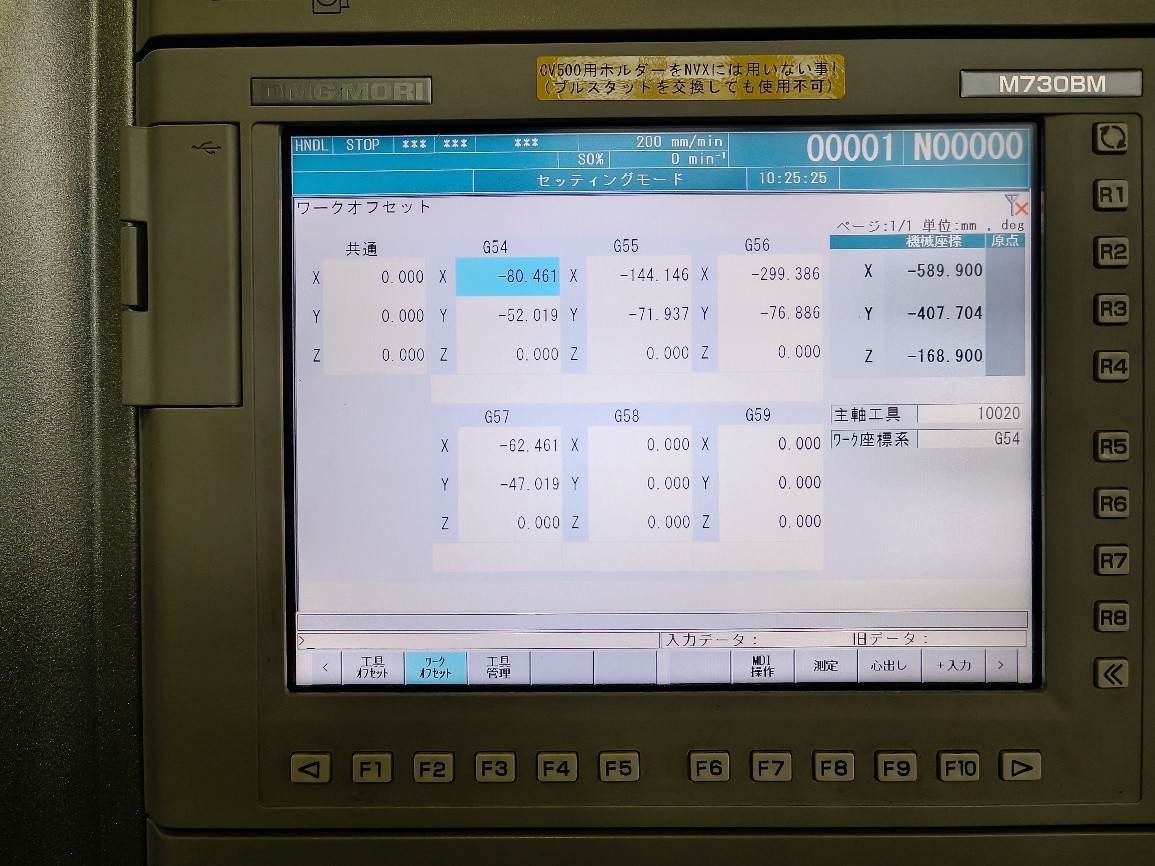 CV500用ホルダーをNVXには用いない事!
(プルスタッドを交換しても使用不可)
DMG MORI
M730BM
HNDL STOP *** *** *** 200 mm/min
S0% 0 min⁻¹
O0001 N00000
セッティングモード 10:25:25
ワークオフセット
ページ:1/1 単位:mm , deg
共通 G54 G55 G56
X 0.000 X -80.461 X -144.146 X -299.386
Y 0.000 Y -52.019 Y -71.937 Y -76.886
Z 0.000 Z 0.000 Z 0.000 Z 0.000
機械座標 原点
X -589.900
Y -407.704
Z -168.900
G57 G58 G59
X -62.461 X 0.000 X 0.000
Y -47.019 Y 0.000 Y 0.000
Z 0.000 Z 0.000 Z 0.000
主軸工具 10020
ワーク座標系 G54
>_ 入力データ: 旧データ:
< 工具オフセット ワークオフセット 工具管理 MDI操作 測定 心出し +入力 >
R1
R2
R3
R4
R5
R6
R7
R8
F1 F2 F3 F4 F5 F6 F7 F8 F9 F10